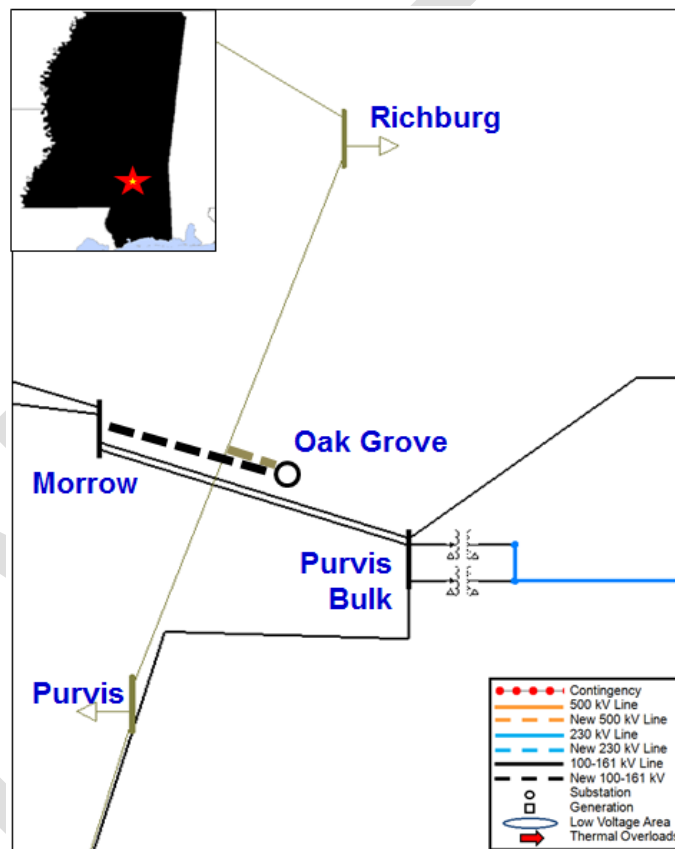 Richburg
Oak Grove
Morrow
Purvis
Bulk
Purvis
Contingency
500 kV Line
New 500 kV Line
230 kV Line
New 230 kV Line
100-161 kV Line
New 100-161 kV
Substation
Generation
Low Voltage Area
Thermal Overloads